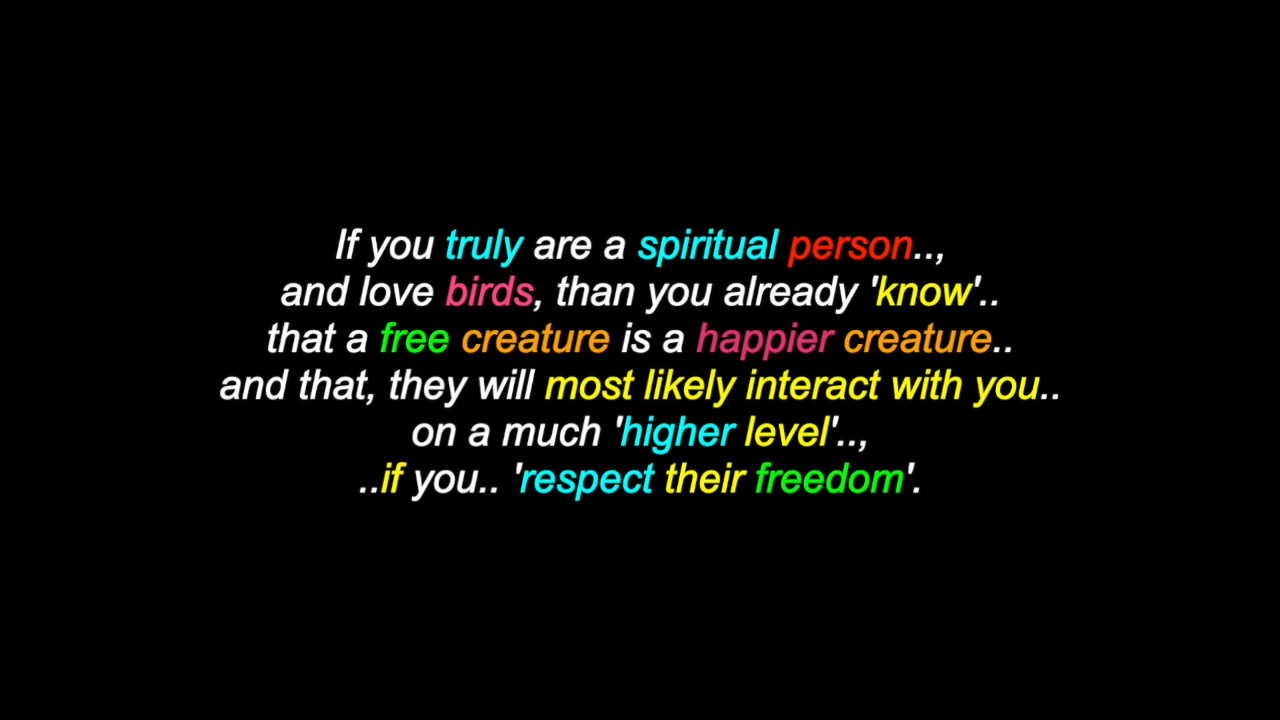 If you truly are a spiritual person..,
and love birds, than you already 'know'..
that a free creature is a happier creature..
and that, they will most likely interact with you..
on a much 'higher level'..,
..if you.. 'respect their freedom'.